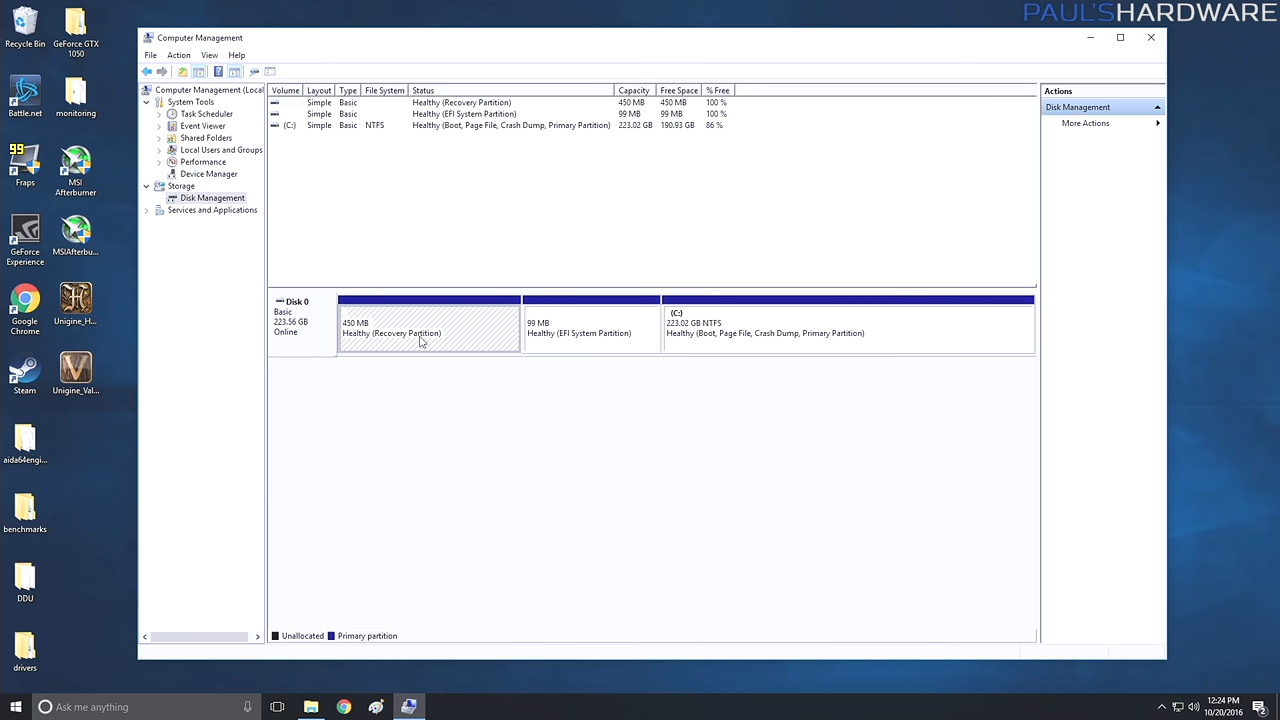 PAUL'SHARDWARE
Recycle Bin
GeForce GTX
1050
monitoring
Fraps
MSI
Afterburner
GeForce
Experience
MSIAfterbu...
Google
Chrome
Unigine_H...
Steam
Unigine_Val...
aida64engi...
benchmarks
DDU
drivers
Computer Management
File Action View Help
Computer Management (Local
System Tools
Task Scheduler
Event Viewer
Shared Folders
Local Users and Groups
Performance
Device Manager
Storage
Disk Management
Services and Applications
Volume Layout Type File System Status Capacity Free Space % Free
Simple Basic Healthy (Recovery Partition) 450 MB 450 MB 100 %
Simple Basic Healthy (EFI System Partition) 99 MB 99 MB 100 %
(C:) Simple Basic NTFS Healthy (Boot, Page File, Crash Dump, Primary Partition) 223.02 GB 190.93 GB 86 %
Disk 0
Basic
223.56 GB
Online
450 MB
Healthy (Recovery Partition)
99 MB
Healthy (EFI System Partition)
(C:)
223.02 GB NTFS
Healthy (Boot, Page File, Crash Dump, Primary Partition)
Unallocated Primary partition
Actions
Disk Management
More Actions
Ask me anything
12:24 PM
10/20/2016
2